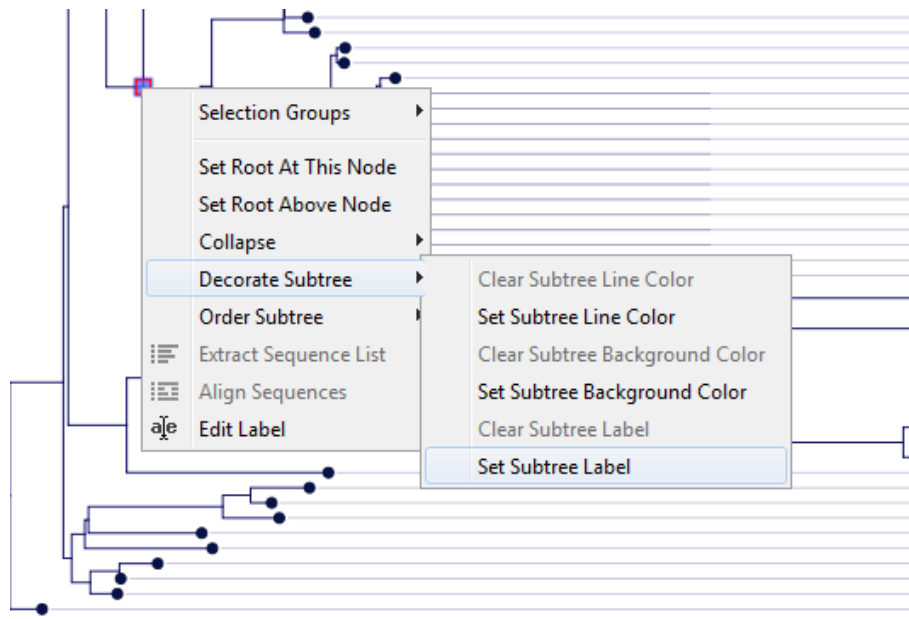 Selection Groups
Set Root At This Node
Set Root Above Node
Collapse
Decorate Subtree
Order Subtree
Extract Sequence List
Align Sequences
Edit Label
Clear Subtree Line Color
Set Subtree Line Color
Clear Subtree Background Color
Set Subtree Background Color
Clear Subtree Label
Set Subtree Label